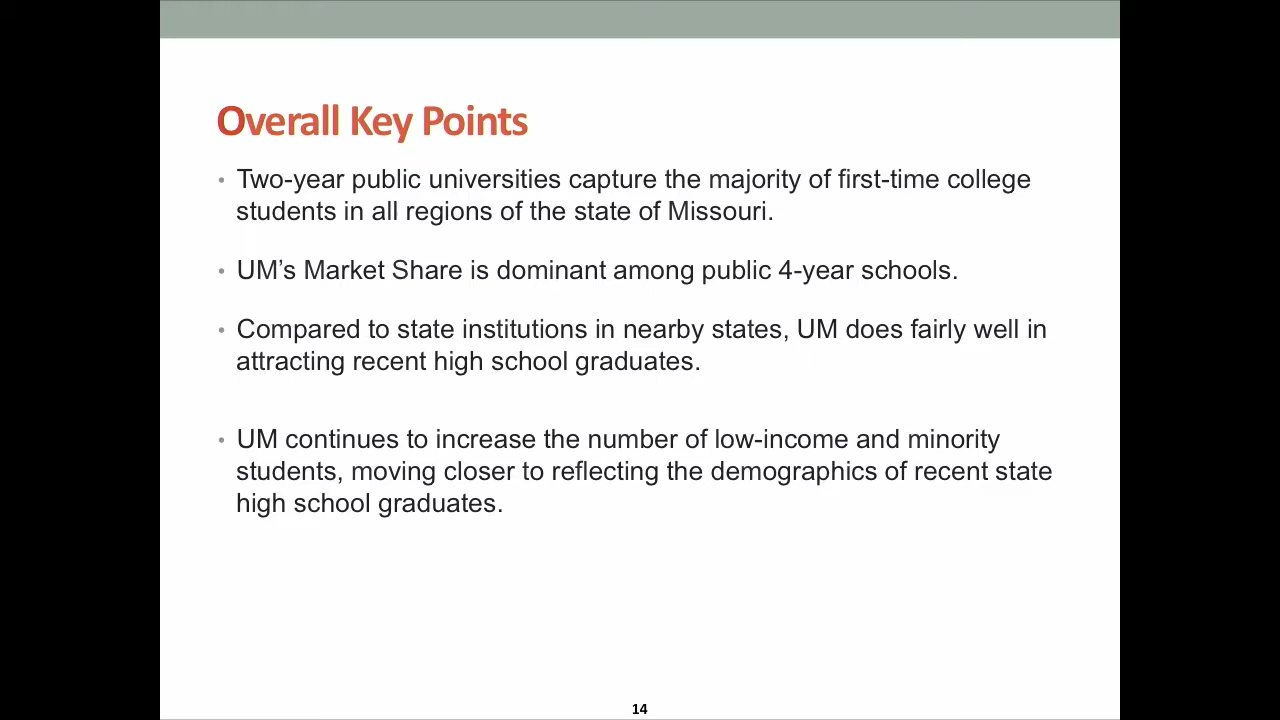 Overall Key Points
• Two-year public universities capture the majority of first-time college
students in all regions of the state of Missouri.
• UM’s Market Share is dominant among public 4-year schools.
• Compared to state institutions in nearby states, UM does fairly well in
attracting recent high school graduates.
• UM continues to increase the number of low-income and minority
students, moving closer to reflecting the demographics of recent state
high school graduates.
14